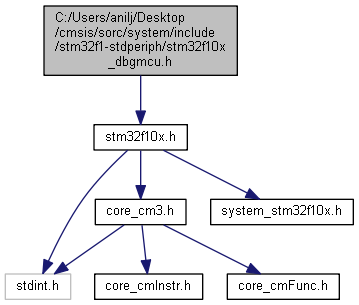 C:/Users/anilj/Desktop
/cmsis/sorc/system/include
/stm32f1-stdperiph/stm32f10x
_dbgmcu.h
stm32f10x.h
core_cm3.h
system_stm32f10x.h
stdint.h
core_cmInstr.h
core_cmFunc.h